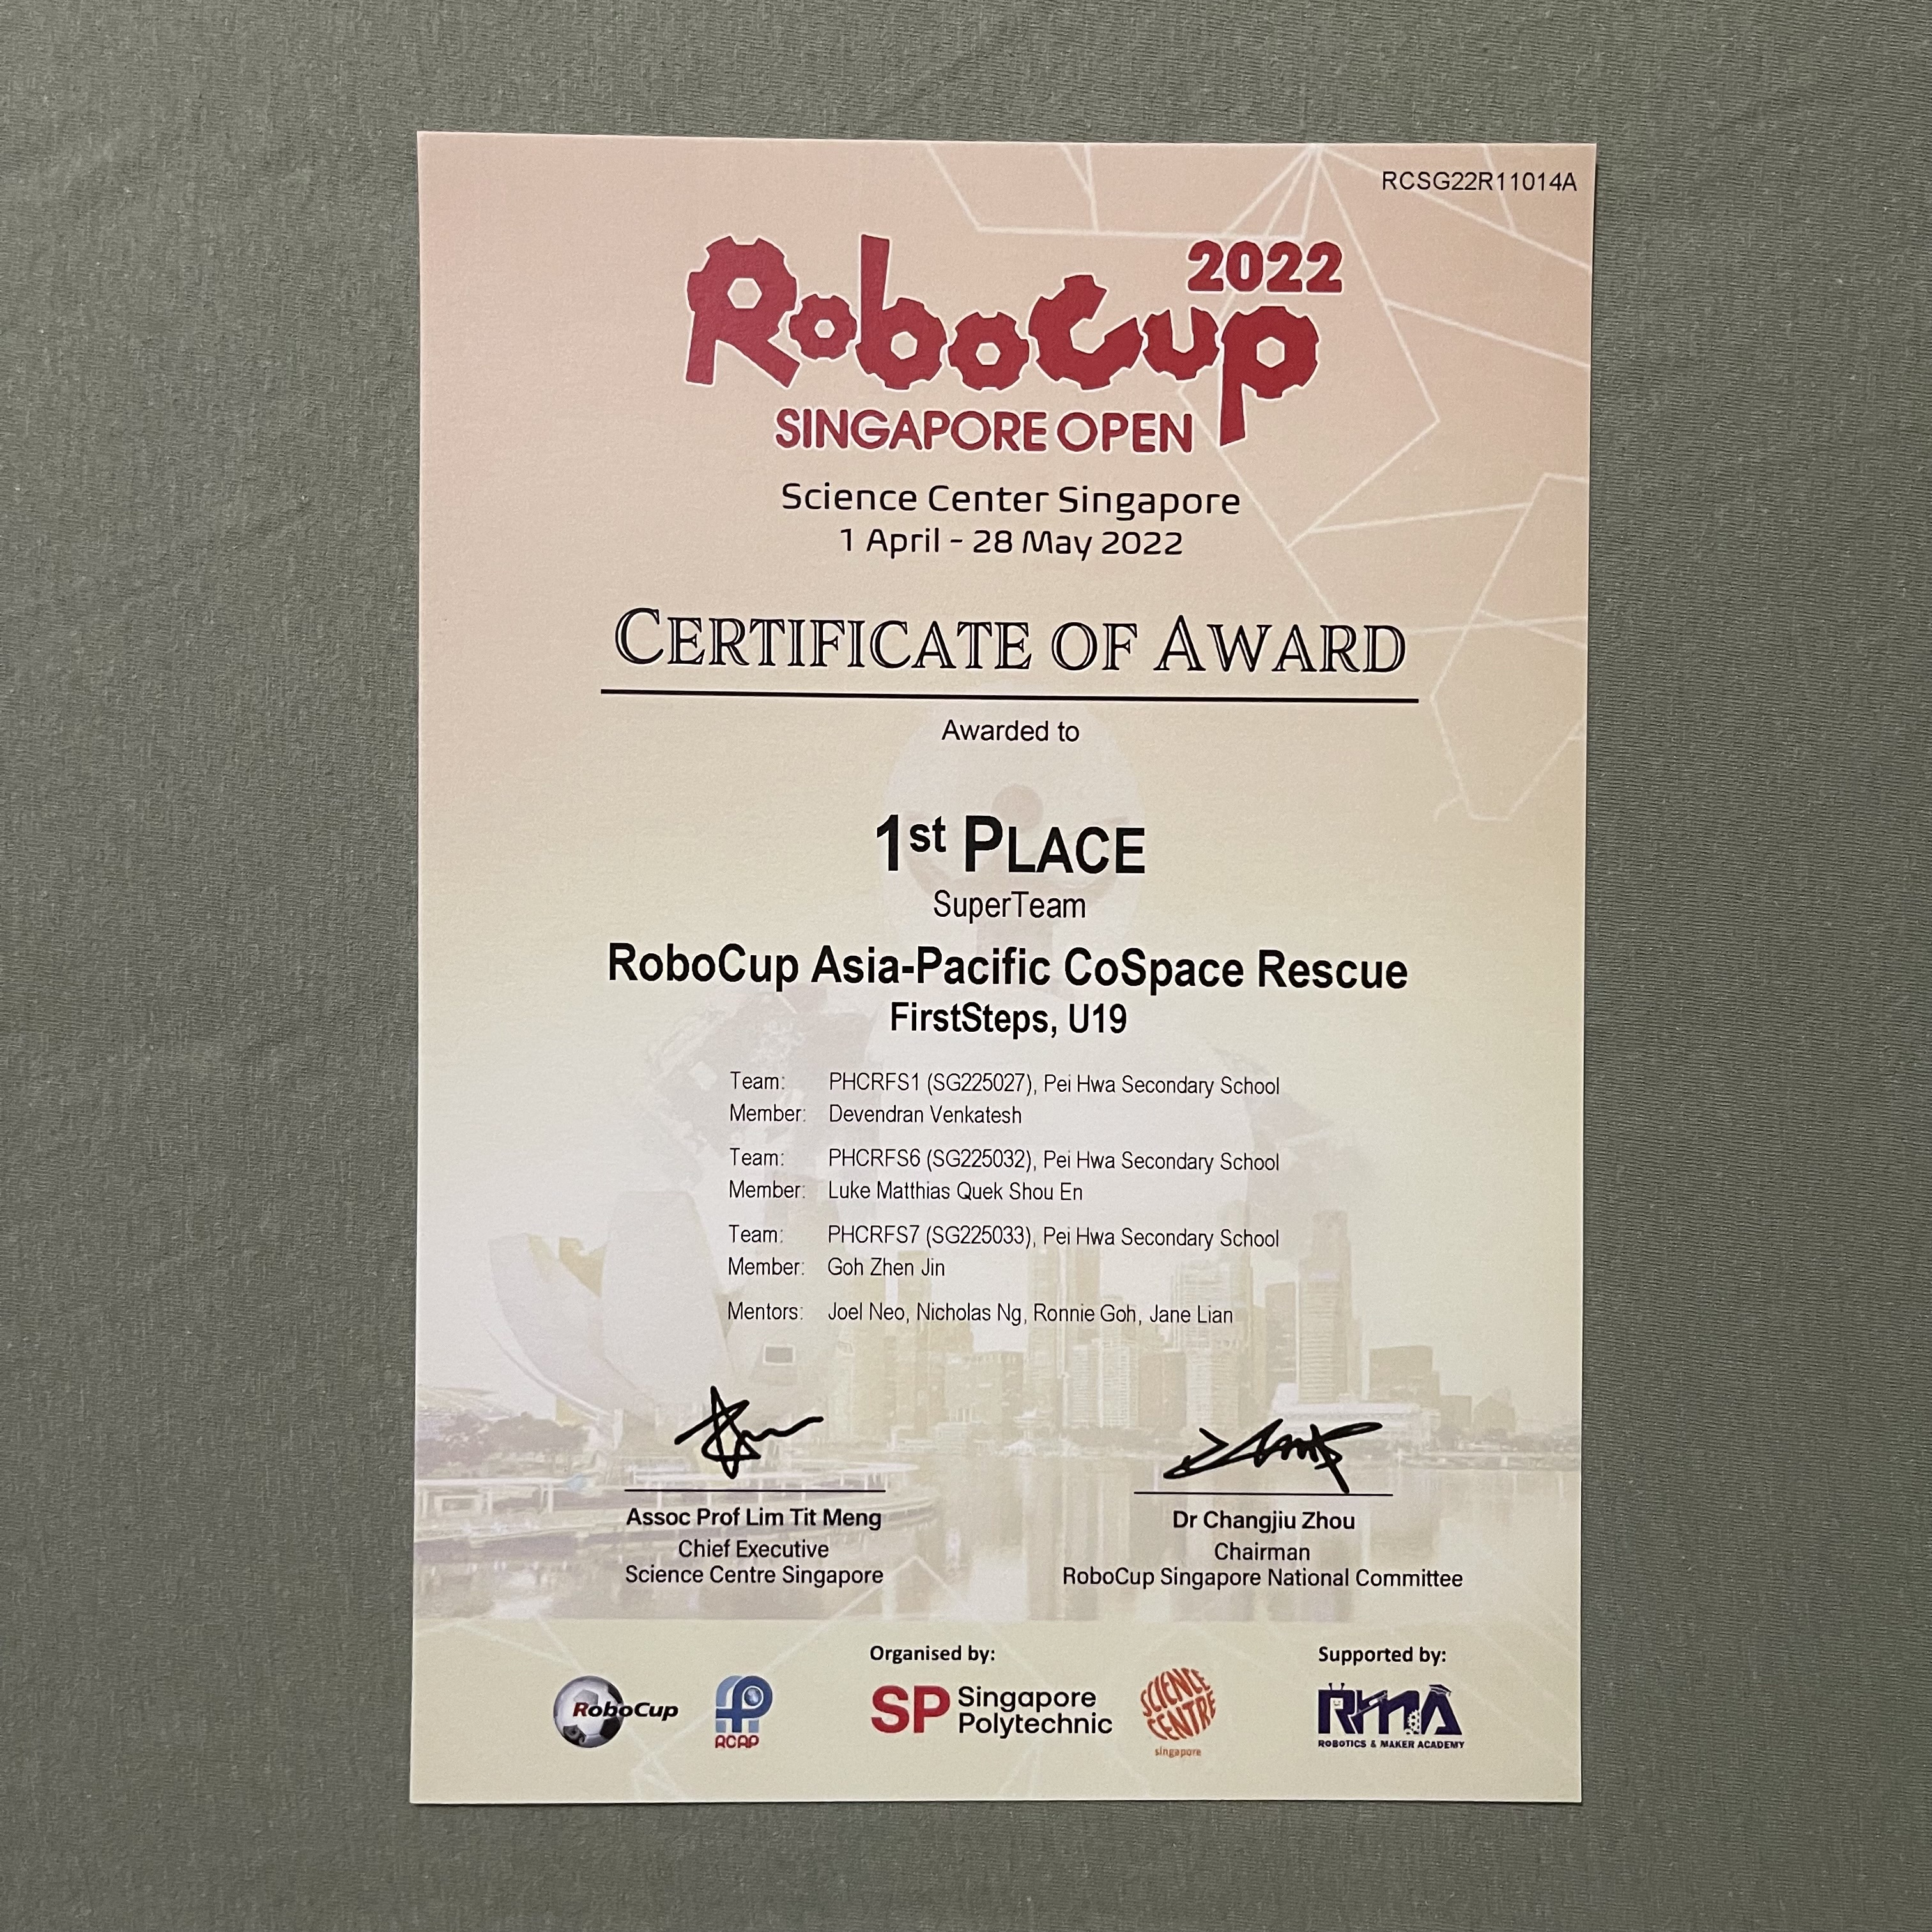 RCSG22R11014A
2022
RoboCup
SINGAPORE OPEN
Science Center Singapore
1 April - 28 May 2022
CERTIFICATE OF AWARD
Awarded to
1st PLACE
SuperTeam
RoboCup Asia-Pacific CoSpace Rescue
FirstSteps, U19
Team: PHCRFS1 (SG225027), Pei Hwa Secondary School
Member: Devendran Venkatesh
Team: PHCRFS6 (SG225032), Pei Hwa Secondary School
Member: Luke Matthias Quek Shou En
Team: PHCRFS7 (SG225033), Pei Hwa Secondary School
Member: Goh Zhen Jin
Mentors: Joel Neo, Nicholas Ng, Ronnie Goh, Jane Lian
Assoc Prof Lim Tit Meng
Chief Executive
Science Centre Singapore
Dr Changjiu Zhou
Chairman
RoboCup Singapore National Committee
Organised by:
Supported by:
RoboCup
RCAP
SP Singapore
Polytechnic
SCIENCE
CENTRE
singapore
RMA
ROBOTICS & MAKER ACADEMY